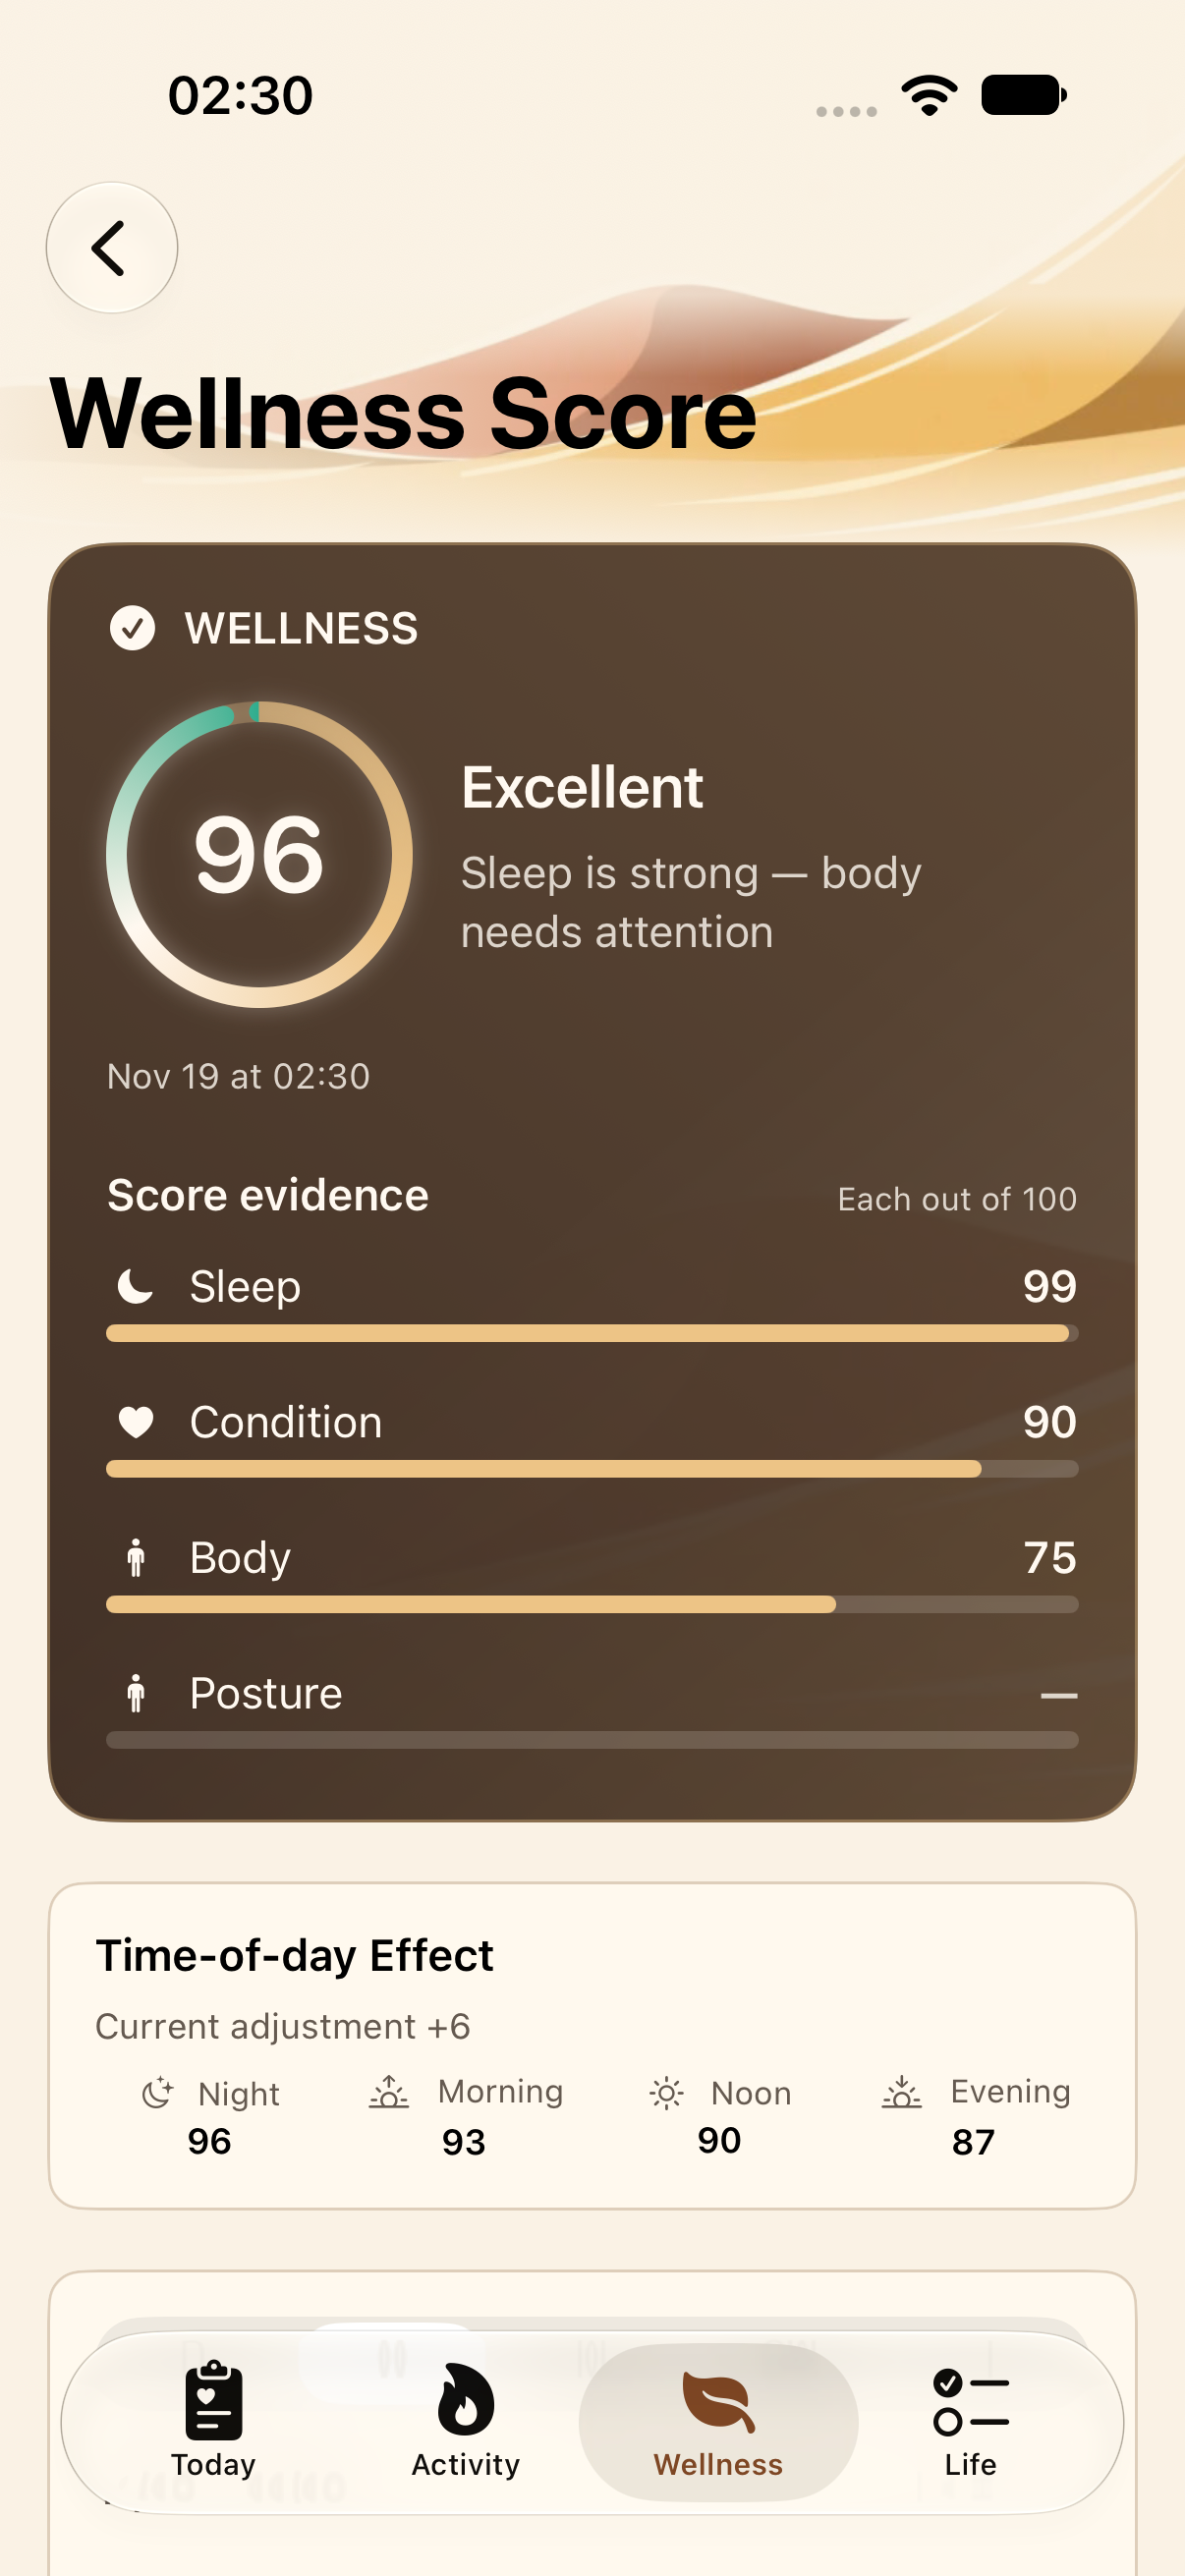 02:30
Wellness Score
WELLNESS
96
Excellent
Sleep is strong — body
needs attention
Nov 19 at 02:30
Score evidence
Each out of 100
Sleep
99
Condition
90
Body
75
Posture
—
Time-of-day Effect
Current adjustment +6
Night
96
Morning
93
Noon
90
Evening
87
Today
Activity
Wellness
Life